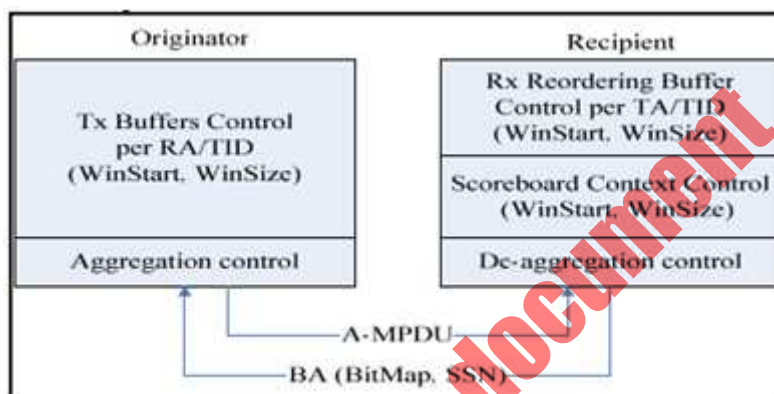 Originator
Recipient
Tx Buffers Control
per RA/TID
(WinStart, WinSize)
Rx Reordering Buffer
Control per TA/TID
(WinStart, WinSize)
Scoreboard Context Control
(WinStart, WinSize)
Aggregation control
De-aggregation control
A-MPDU
BA (BitMap, SSN)
document